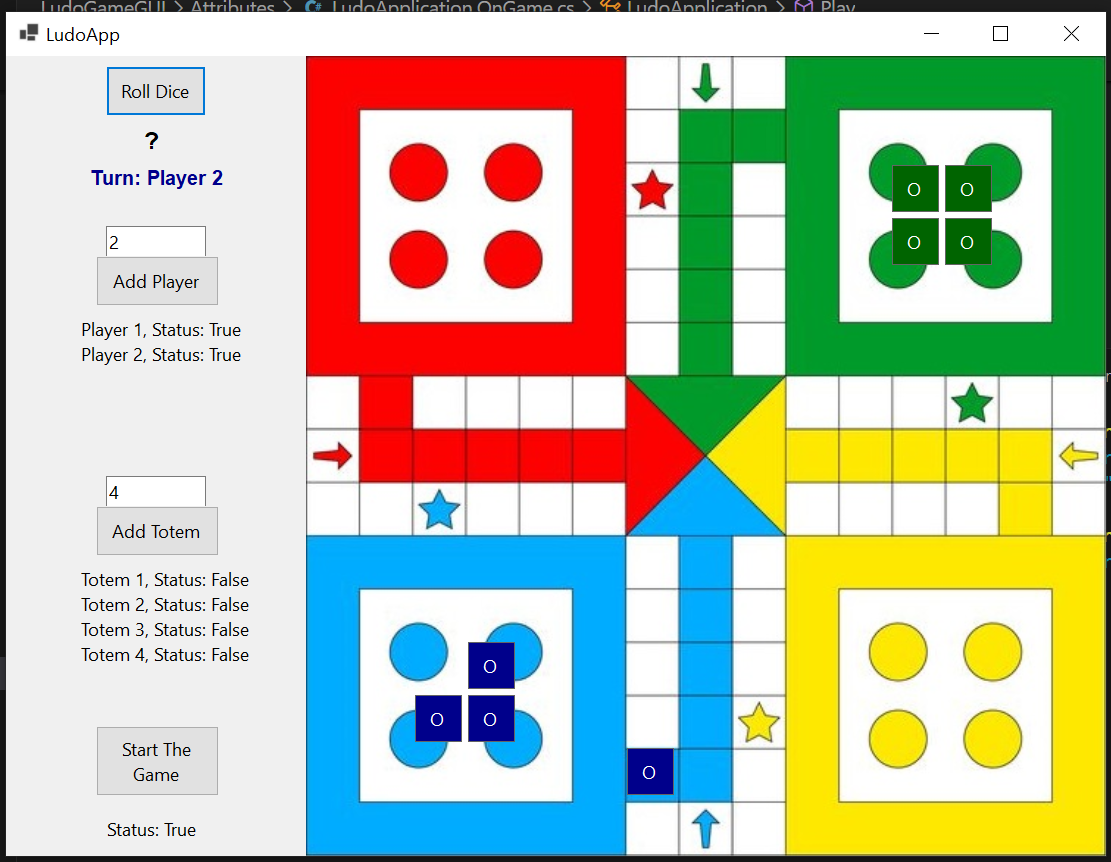 LudoGameGUI > Attributes > LudoApplication.OnGame.cs > LudoApplication > Play
LudoApp
Roll Dice
?
Turn: Player 2
2
Add Player
Player 1, Status: True
Player 2, Status: True
4
Add Totem
Totem 1, Status: False
Totem 2, Status: False
Totem 3, Status: False
Totem 4, Status: False
Start The
Game
Status: True
O O
O O
O
O O
O